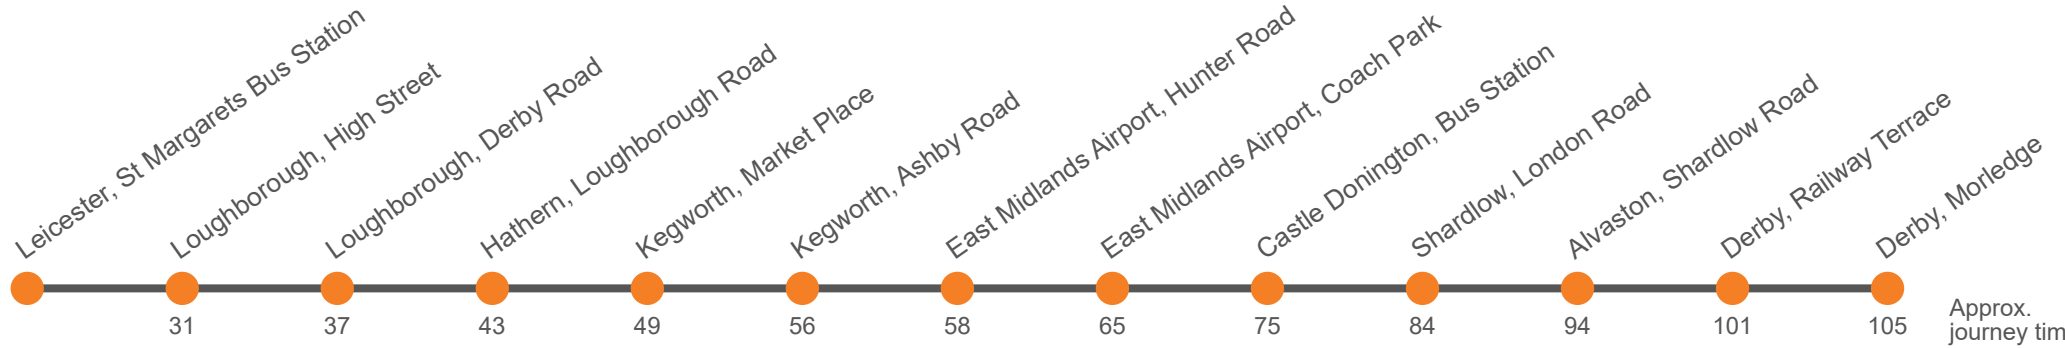 Leicester, St Margarets Bus Station
Loughborough, High Street
Loughborough, Derby Road
Hathern, Loughborough Road
Kegworth, Market Place
Kegworth, Ashby Road
East Midlands Airport, Hunter Road
East Midlands Airport, Coach Park
Castle Donington, Bus Station
Shardlow, London Road
Alvaston, Shardlow Road
Derby, Railway Terrace
Derby, Morledge
31 37 43 49 56 58 65 75 84 94 101 105
Approx.
journey tim